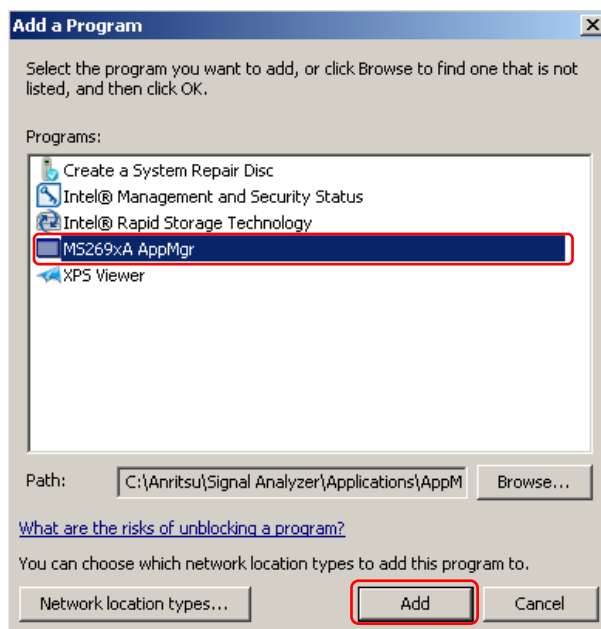 Add a Program
Select the program you want to add, or click Browse to find one that is not
listed, and then click OK.
Programs:
Create a System Repair Disc
Intel® Management and Security Status
Intel® Rapid Storage Technology
MS269xA AppMgr
XPS Viewer
Path: C:\Anritsu\Signal Analyzer\Applications\AppM Browse...
What are the risks of unblocking a program?
You can choose which network location types to add this program to.
Network location types... Add Cancel